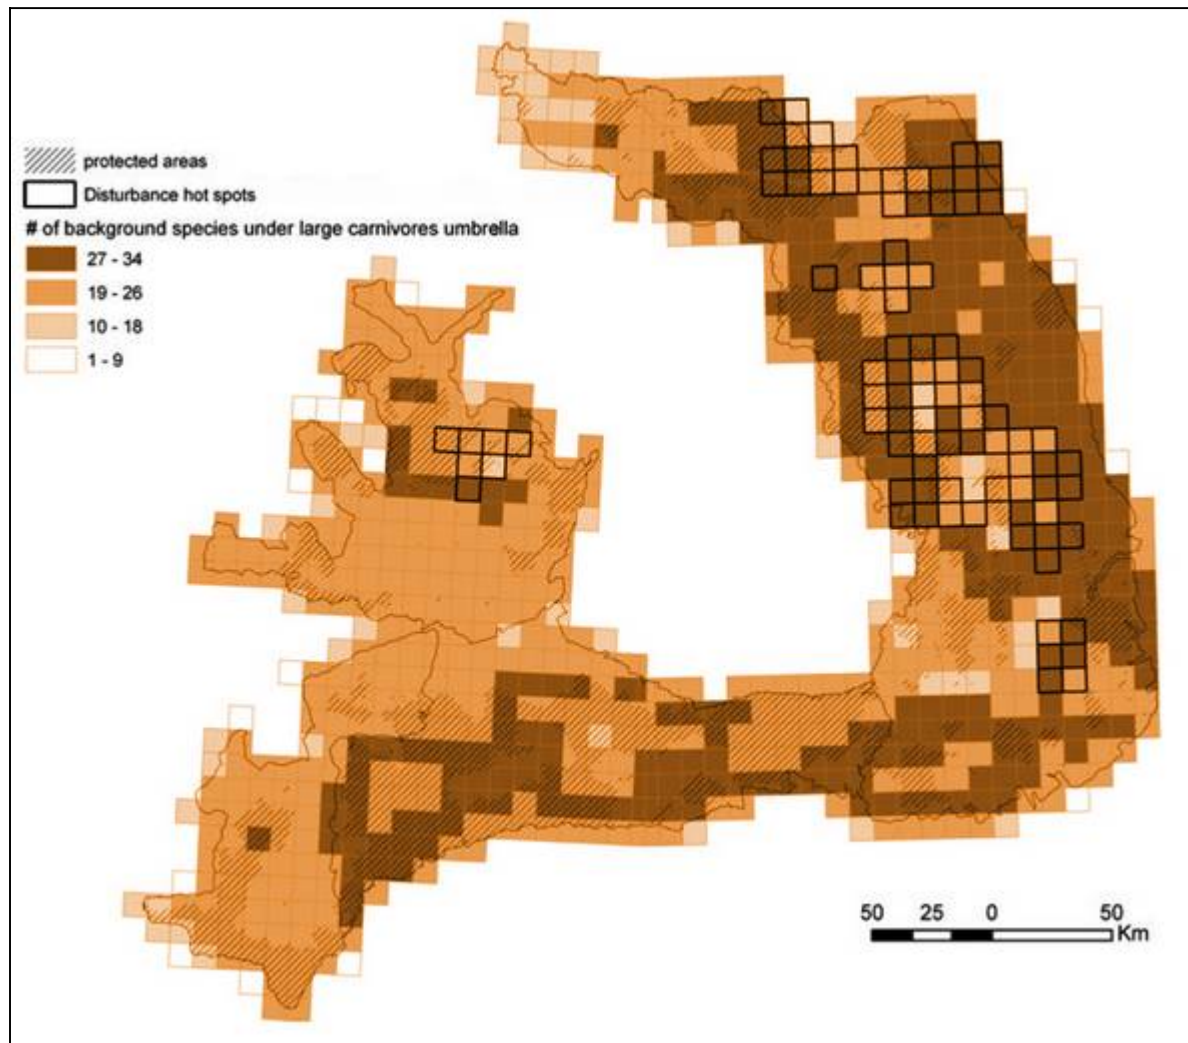 protected areas
Disturbance hot spots
# of background species under large carnivores umbrella
27 - 34
19 - 26
10 - 18
1 - 9
50 25 0 50
Km